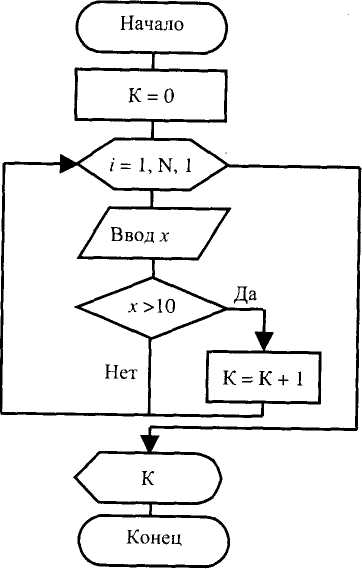 Начало
K = 0
i = 1, N, 1
Ввод x
x >10
Да
Нет
K = K + 1
K
Конец